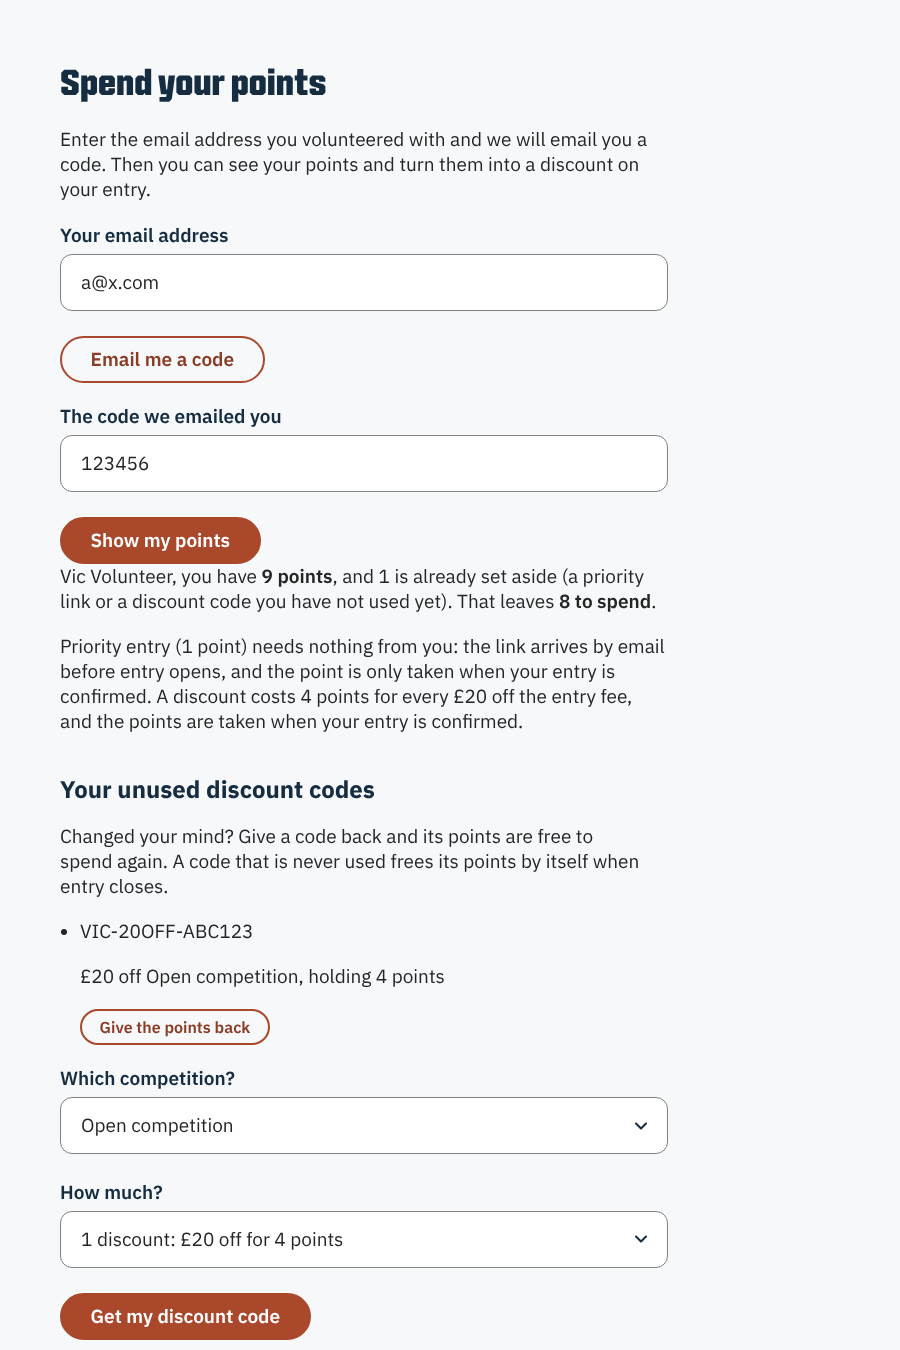 Spend your points
Enter the email address you volunteered with and we will email you a
code. Then you can see your points and turn them into a discount on
your entry.
Your email address
a@x.com
Email me a code
The code we emailed you
123456
Show my points
Vic Volunteer, you have 9 points, and 1 is already set aside (a priority
link or a discount code you have not used yet). That leaves 8 to spend.
Priority entry (1 point) needs nothing from you: the link arrives by email
before entry opens, and the point is only taken when your entry is
confirmed. A discount costs 4 points for every £20 off the entry fee,
and the points are taken when your entry is confirmed.
Your unused discount codes
Changed your mind? Give a code back and its points are free to
spend again. A code that is never used frees its points by itself when
entry closes.
• VIC-20OFF-ABC123
£20 off Open competition, holding 4 points
Give the points back
Which competition?
Open competition
How much?
1 discount: £20 off for 4 points
Get my discount code